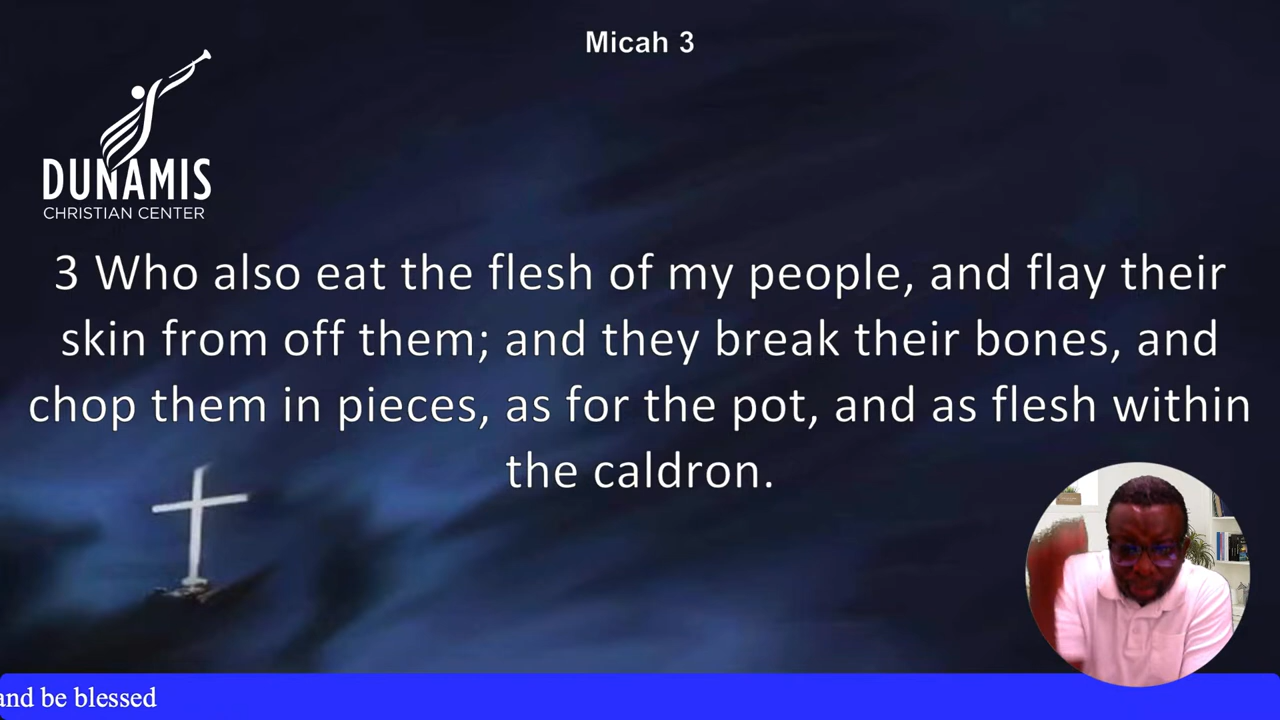 Micah 3
DUNAMIS
CHRISTIAN CENTER
3 Who also eat the flesh of my people, and flay their
skin from off them; and they break their bones, and
chop them in pieces, as for the pot, and as flesh within
the caldron.
and be blessed